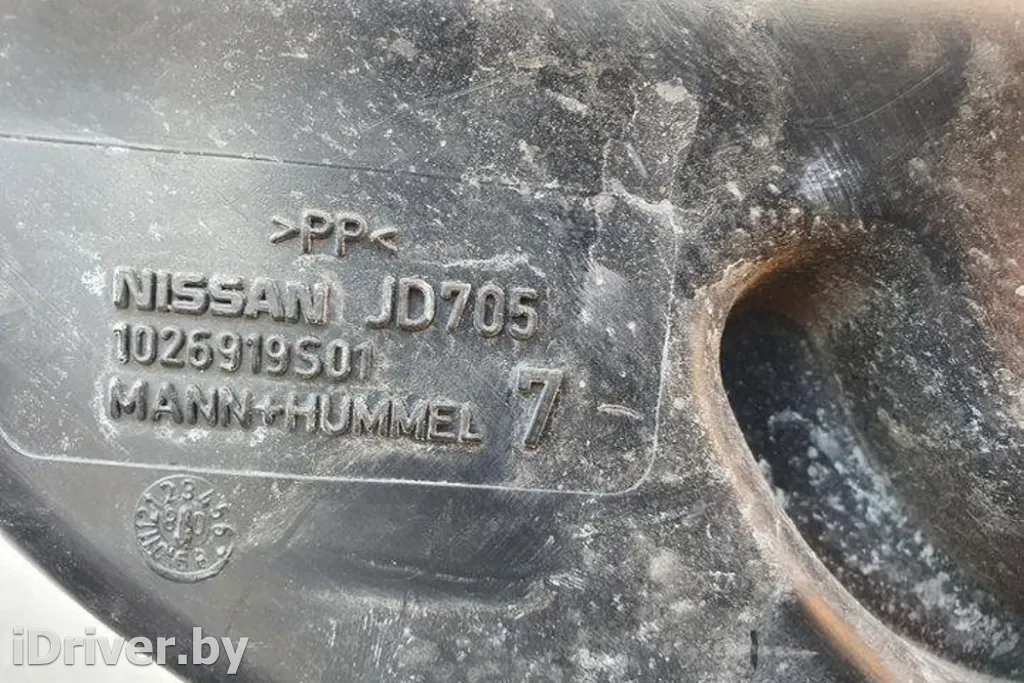 >PP<
NISSAN JD705
1026919S01
MANN+HUMMEL 7
iDriver.by